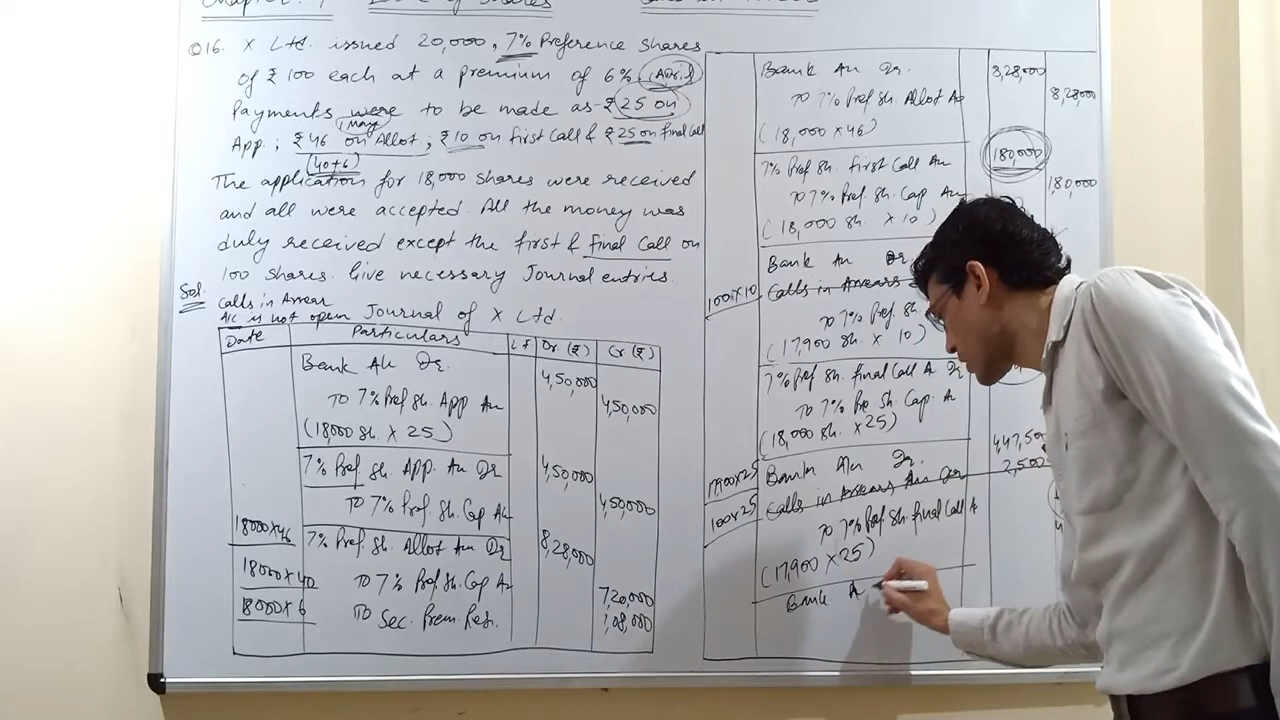 Q16. X Ltd. issued 20,000, 7% Preference shares
of ₹100 each at a premium of 6%
Payments were to be made as - ₹25 on
(May
App ; ₹46 on Allot ; ₹10 on first Call & ₹25 on final Call
(40+6)
The application for 18,000 shares were received
and all were accepted. All the money was
duly received except the first & final Call on
100 shares. Give necessary Journal entries.
Sol.
Calls in Arrear
A/c is not open Journal of X Ltd.
Date Particulars L.f Dr (₹) Cr (₹)
Bank A/c Dr. 4,50,000
To 7% Pref Sh. App A/c 4,50,000
(18,000 Sh. X 25)
7% Pref Sh. App. A/c Dr 4,50,000
To 7% Pref. Sh. Cap A/c 4,50,000
18000X46 7% Pref. Sh. Allot A/c Dr 8,28,000
18000X40 To 7% Pref. Sh. Cap A/c 7,20,000
18000X6 To Sec. Prem. Res. 1,08,000
Bank A/c Dr. 8,28,000
To 7% Pref Sh. Allot A/c 8,28,000
(18,000 X 46)
7% Pref Sh. First Call A/c 180,000
To 7% Pref Sh. Cap A/c 1,80,000
(18,000 Sh. X 10)
Bank A/c Dr.
100X10 Calls in Arrears
To 7% Pref Sh.
(17,900 Sh. X 10)
7% Pref Sh. final Call A/c Dr
To 7% Pre Sh. Cap. A/c
(18,000 Sh. X 25)
17,900X25 Bank A/c Dr. 4,47,500
100X25 Calls in Arrears A/c Dr 2,500
To 7% Pref. Sh. final Call A
(17,900 X 25)
Bank A